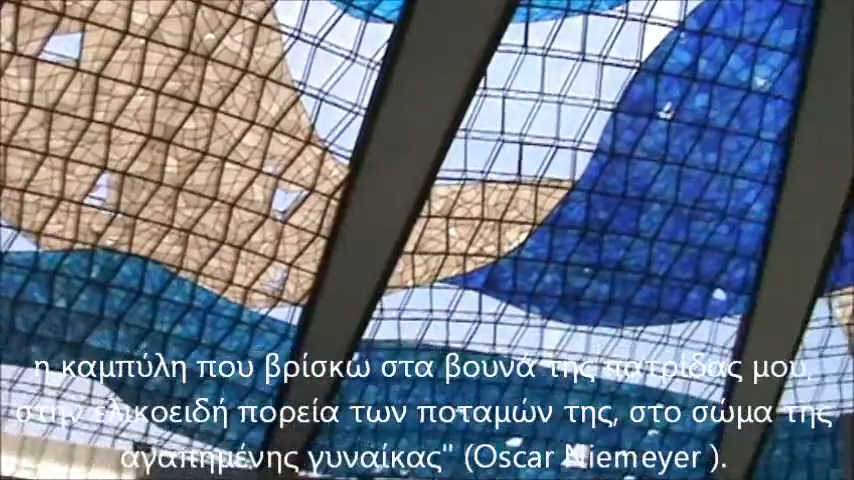 η καμπύλη που βρίσκω στα βουνά της πατρίδας μου,
στην ελικοειδή πορεία των ποταμών της, στο σώμα της
αγαπημένης γυναίκας" (Oscar Niemeyer ).